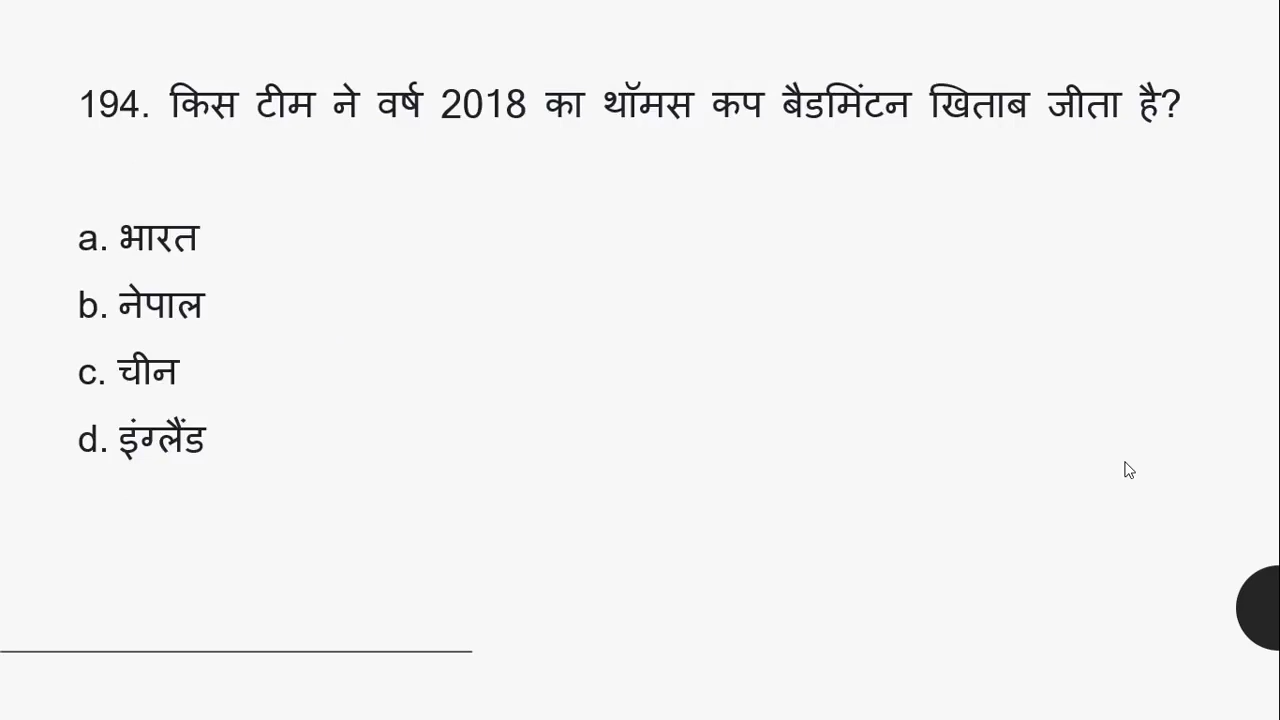 194. किस टीम ने वर्ष 2018 का थॉमस कप बैडमिंटन खिताब जीता है?
a. भारत
b. नेपाल
c. चीन
d. इंग्लैंड